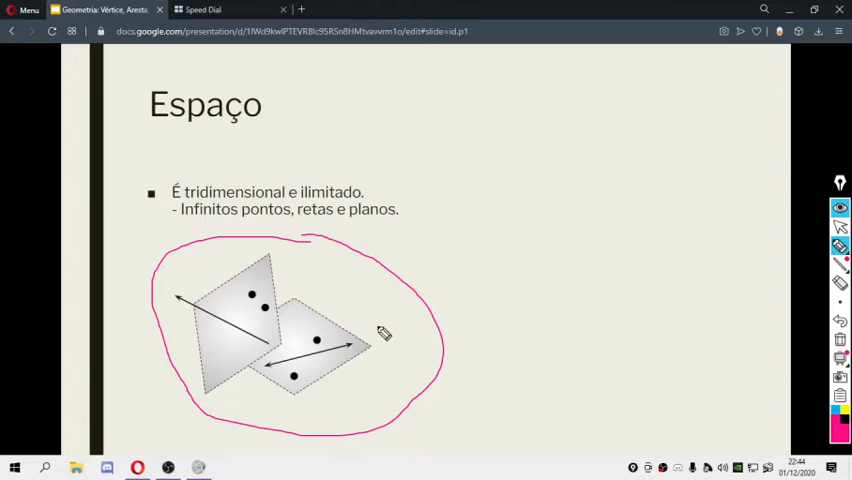 Menu
Geometria: Vértice, Aresta,
Speed Dial
docs.google.com/presentation/d/
edit#slide=id.p1
Espaço
■ É tridimensional e ilimitado.
- Infinitos pontos, retas e planos.
22:44
01/12/2020